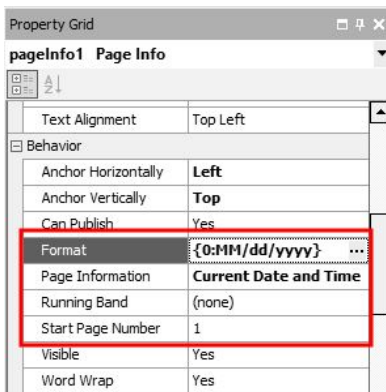 Property Grid
pageInfo1 Page Info
Text Alignment Top Left
Behavior
Anchor Horizontally Left
Anchor Vertically Top
Can Publish Yes
Format {0:MM/dd/yyyy} ...
Page Information Current Date and Time
Running Band (none)
Start Page Number 1
Visible Yes
Word Wrap Yes